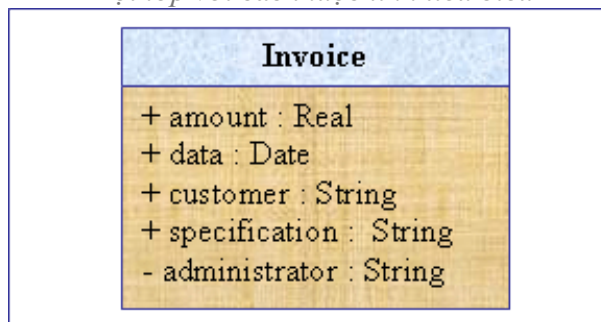 Invoice
+ amount : Real
+ data : Date
+ customer : String
+ specification : String
- administrator : String